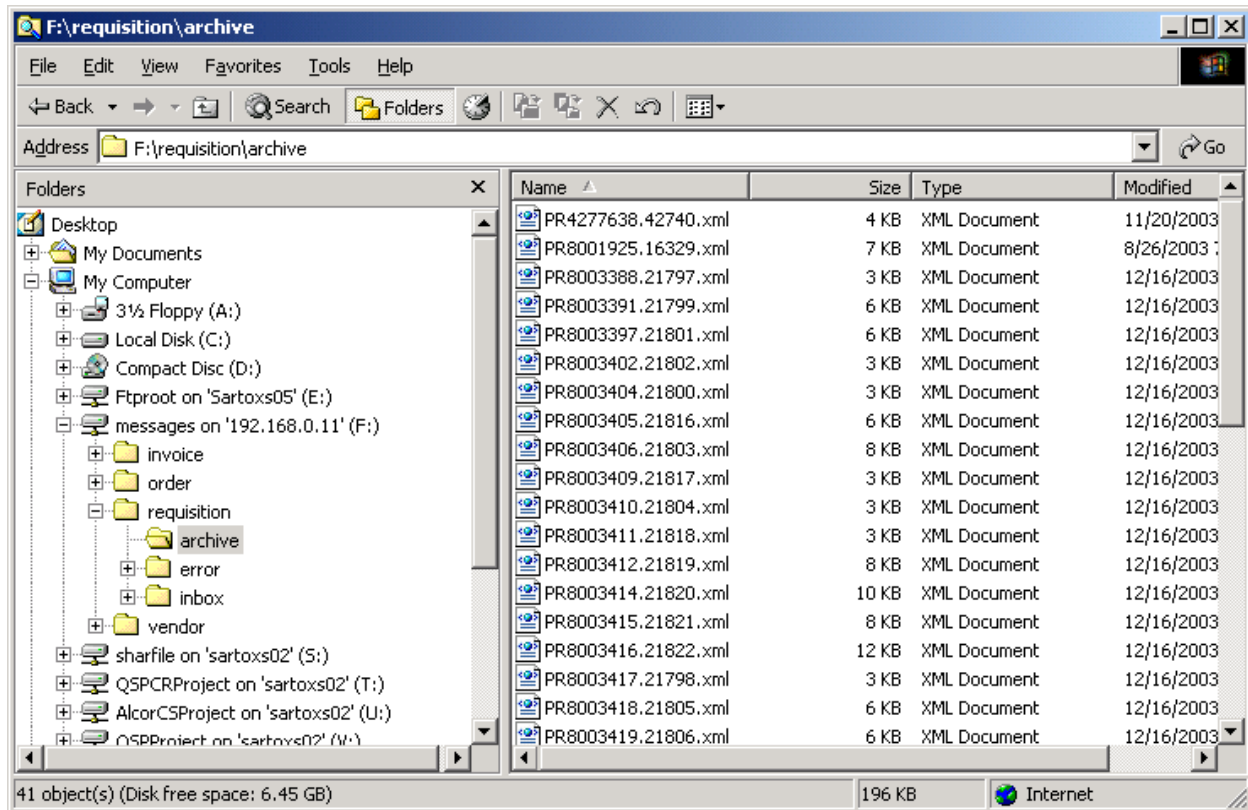 F:\requisition\archive
File Edit View Favorites Tools Help
Back Search Folders
Address F:\requisition\archive Go
Folders
Desktop
My Documents
My Computer
3½ Floppy (A:)
Local Disk (C:)
Compact Disc (D:)
Ftproot on 'Sartoxs05' (E:)
messages on '192.168.0.11' (F:)
invoice
order
requisition
archive
error
inbox
vendor
sharfile on 'sartoxs02' (S:)
QSPCRProject on 'sartoxs02' (T:)
AlcorCSProject on 'sartoxs02' (U:)
QSPProject on 'sartoxs02' (V:)
Name Size Type Modified
PR4277638.42740.xml 4 KB XML Document 11/20/2003
PR8001925.16329.xml 7 KB XML Document 8/26/2003
PR8003388.21797.xml 3 KB XML Document 12/16/2003
PR8003391.21799.xml 6 KB XML Document 12/16/2003
PR8003397.21801.xml 6 KB XML Document 12/16/2003
PR8003402.21802.xml 3 KB XML Document 12/16/2003
PR8003404.21800.xml 3 KB XML Document 12/16/2003
PR8003405.21816.xml 6 KB XML Document 12/16/2003
PR8003406.21803.xml 8 KB XML Document 12/16/2003
PR8003409.21817.xml 3 KB XML Document 12/16/2003
PR8003410.21804.xml 3 KB XML Document 12/16/2003
PR8003411.21818.xml 3 KB XML Document 12/16/2003
PR8003412.21819.xml 8 KB XML Document 12/16/2003
PR8003414.21820.xml 10 KB XML Document 12/16/2003
PR8003415.21821.xml 8 KB XML Document 12/16/2003
PR8003416.21822.xml 12 KB XML Document 12/16/2003
PR8003417.21798.xml 3 KB XML Document 12/16/2003
PR8003418.21805.xml 6 KB XML Document 12/16/2003
PR8003419.21806.xml 6 KB XML Document 12/16/2003
41 object(s) (Disk free space: 6.45 GB) 196 KB Internet